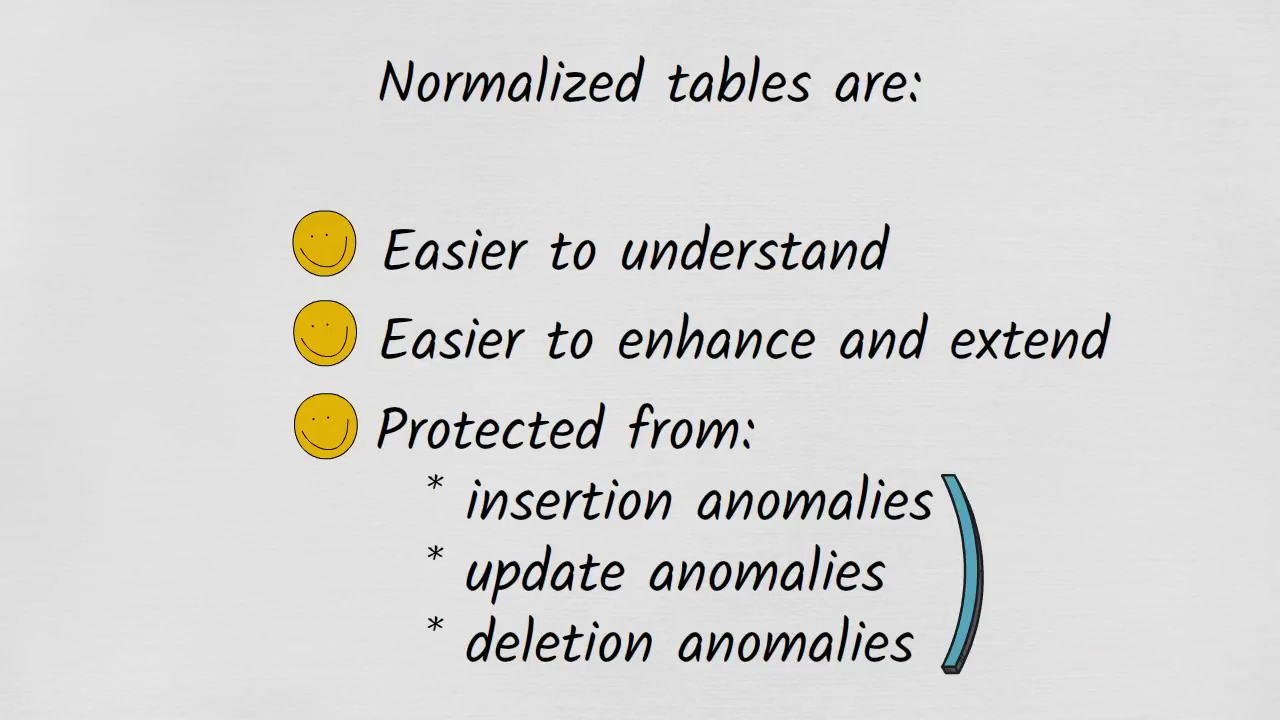 Normalized tables are:
Easier to understand
Easier to enhance and extend
Protected from:
* insertion anomalies
* update anomalies
* deletion anomalies